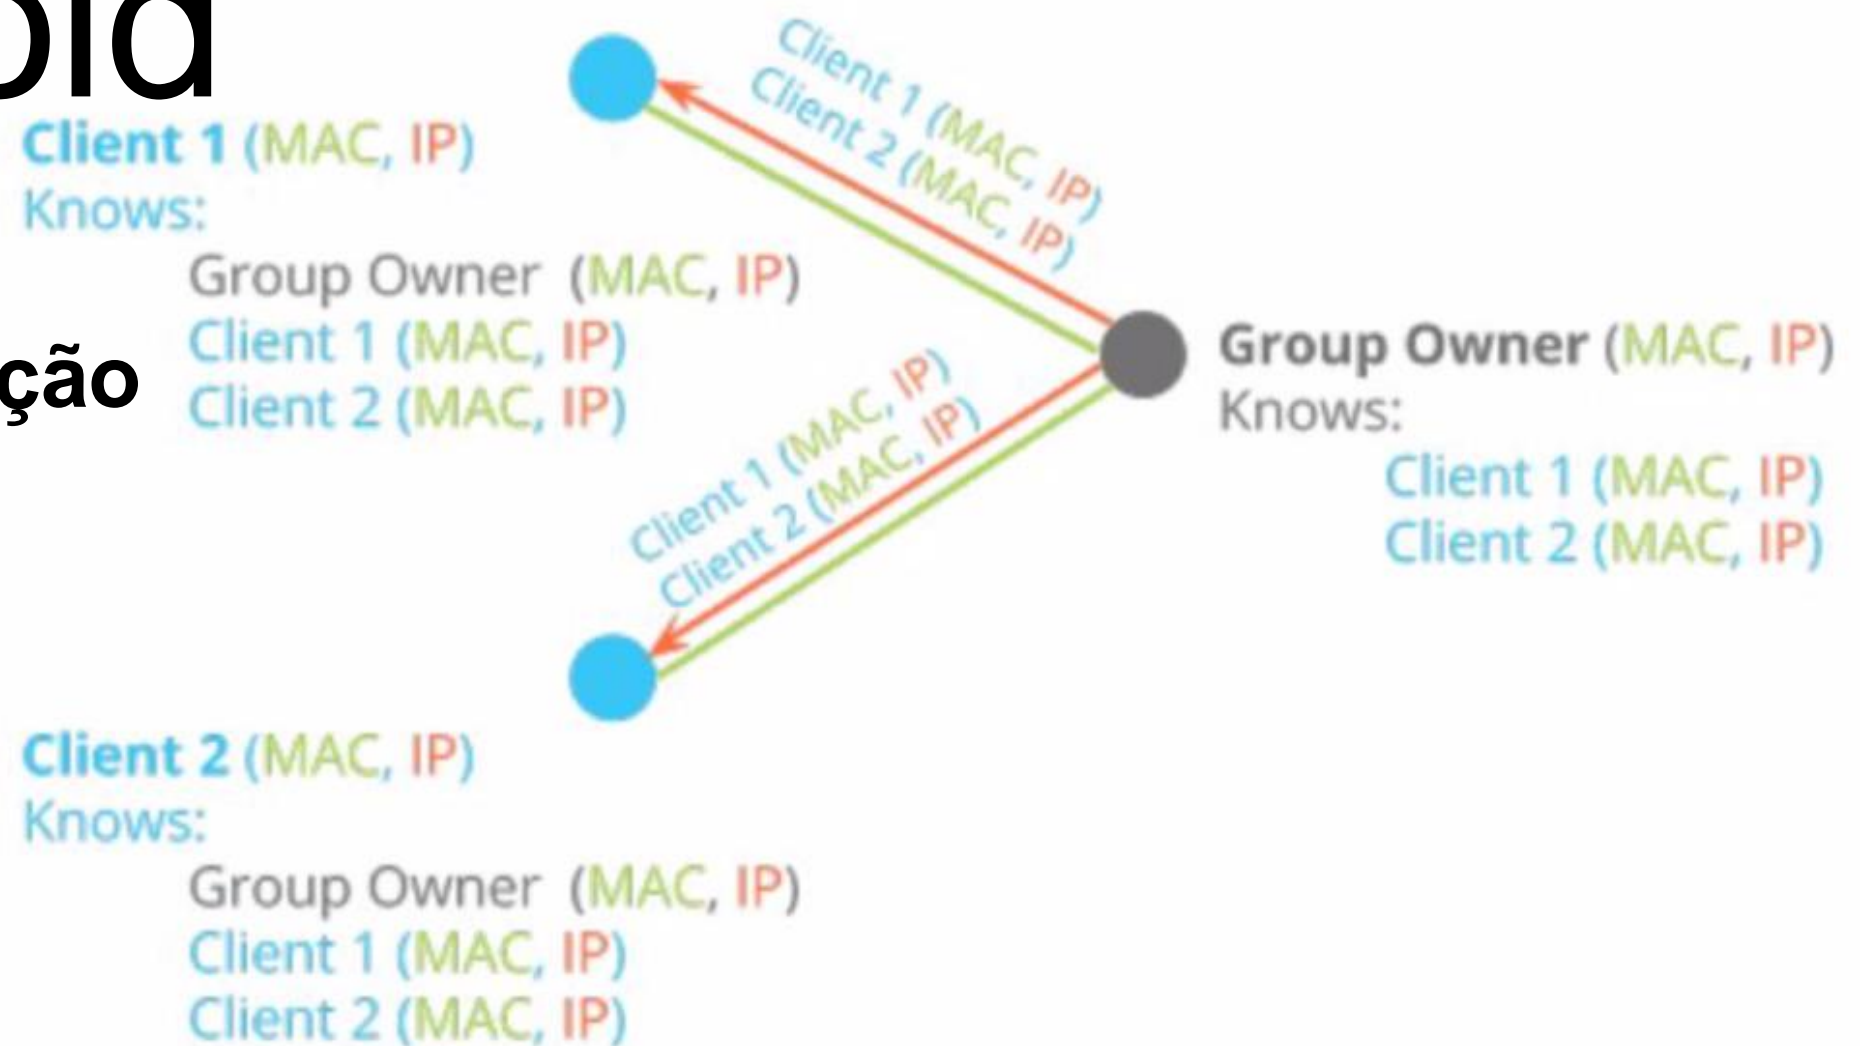 oid
Client 1 (MAC, IP)
Knows:
Group Owner (MAC, IP)
Client 1 (MAC, IP)
Client 2 (MAC, IP)
ção
Client 1 (MAC, IP)
Client 2 (MAC, IP)
Client 1 (MAC, IP)
Client 2 (MAC, IP)
Group Owner (MAC, IP)
Knows:
Client 1 (MAC, IP)
Client 2 (MAC, IP)
Client 2 (MAC, IP)
Knows:
Group Owner (MAC, IP)
Client 1 (MAC, IP)
Client 2 (MAC, IP)